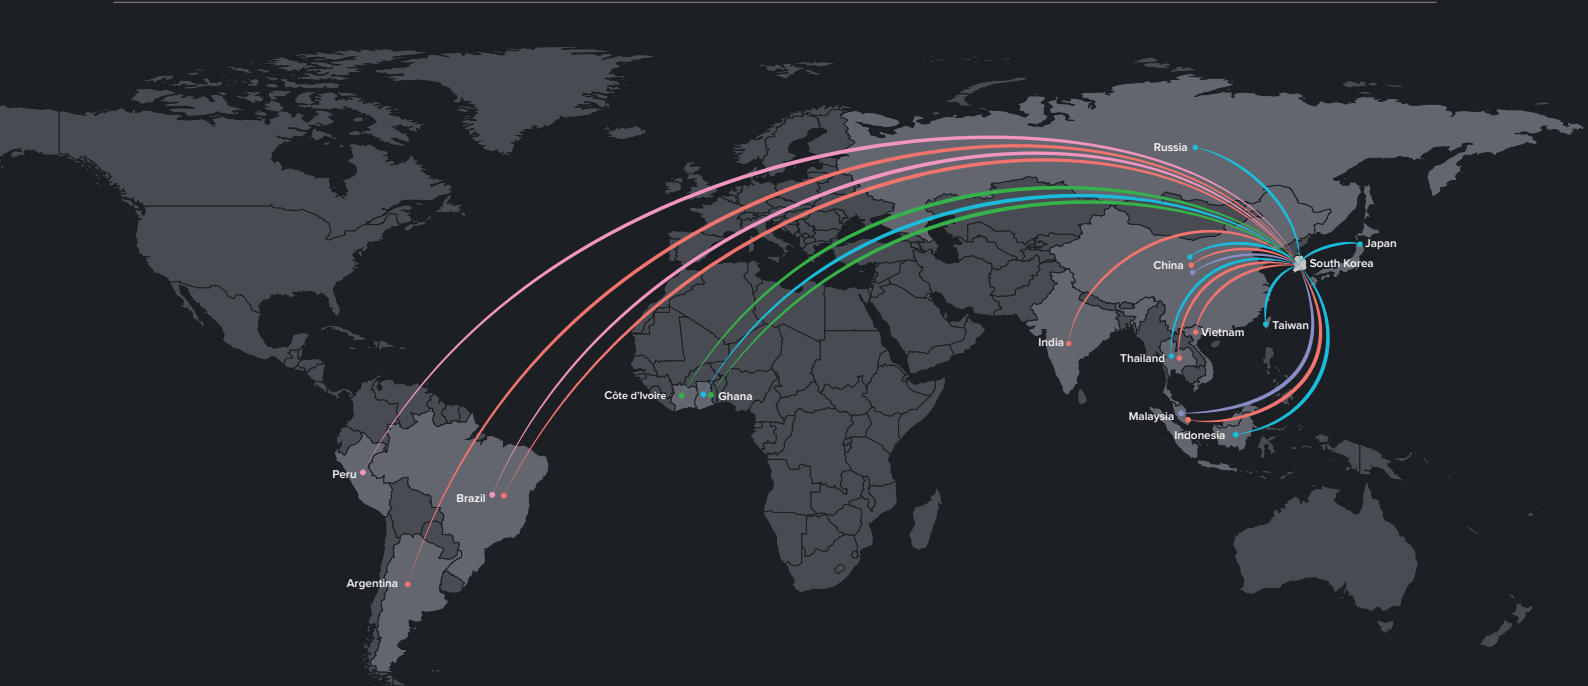 Russia
Japan
South Korea
China
Taiwan
Vietnam
India
Thailand
Côte d'Ivoire
Ghana
Malaysia
Indonesia
Peru
Brazil
Argentina